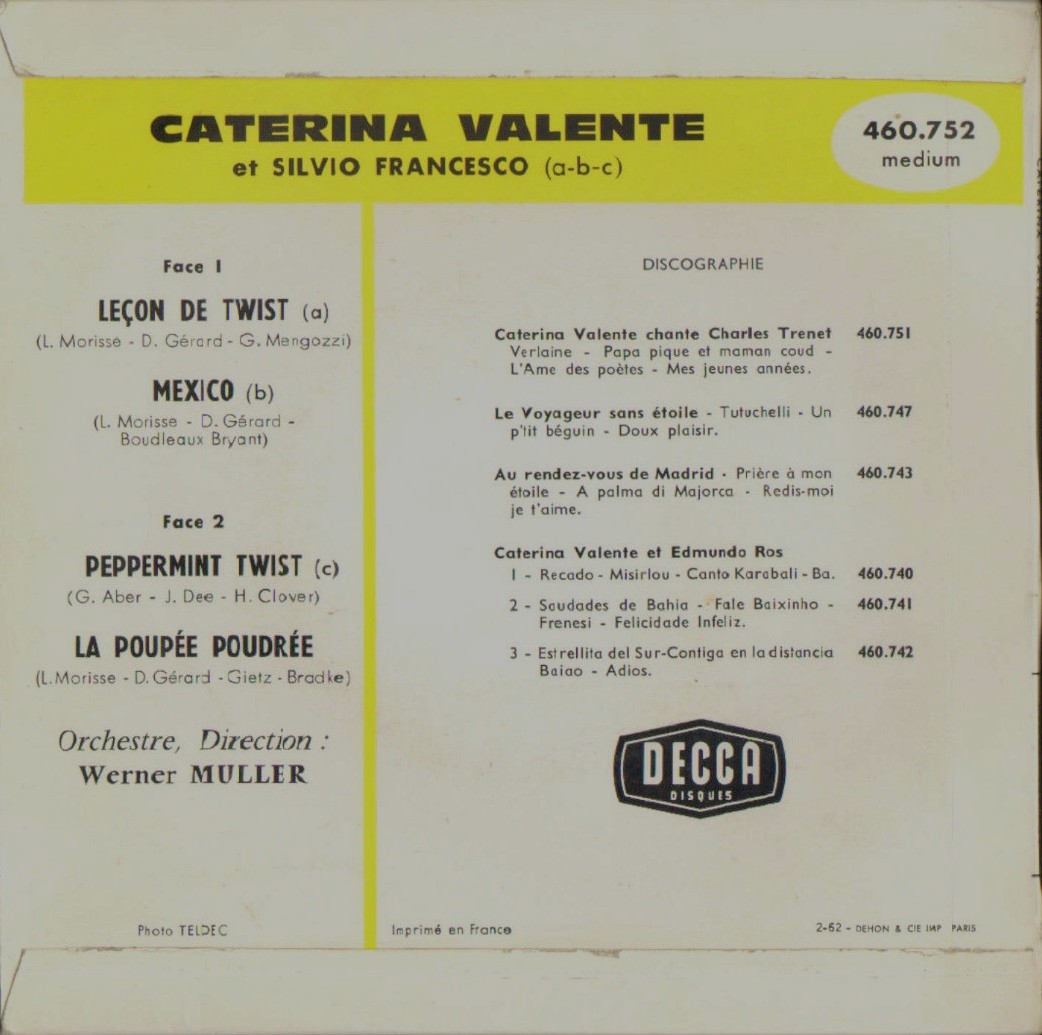 CATERINA VALENTE
et SILVIO FRANCESCO (a-b-c)
460.752
medium
Face 1
LEÇON DE TWIST (a)
(L. Morisse - D. Gérard - G. Mengozzi)
MEXICO (b)
(L. Morisse - D. Gérard -
Boudleaux Bryant)
Face 2
PEPPERMINT TWIST (c)
(G. Aber - J. Dee - H. Clover)
LA POUPÉE POUDRÉE
(L. Morisse - D. Gérard - Gietz - Bradke)
Orchestre, Direction :
Werner MULLER
Photo TELDEC
DISCOGRAPHIE
Caterina Valente chante Charles Trenet 460.751
Verlaine - Papa pique et maman coud -
L'Ame des poètes - Mes jeunes années.
Le Voyageur sans étoile - Tutuchelli - Un 460.747
p'tit béguin - Doux plaisir.
Au rendez-vous de Madrid - Prière à mon 460.743
étoile - A palma di Majorca - Redis-moi
je t'aime.
Caterina Valente et Edmundo Ros
1 - Recado - Misirlou - Canto Karabali - Ba. 460.740
2 - Saudades de Bahia - Fale Baixinho - 460.741
Frenesi - Felicidade Infeliz.
3 - Estrellita del Sur-Contiga en la distancia 460.742
Baiao - Adios.
DECCA
DISQUES
Imprimé en France
2-62 - DEHON & CIE IMP PARIS